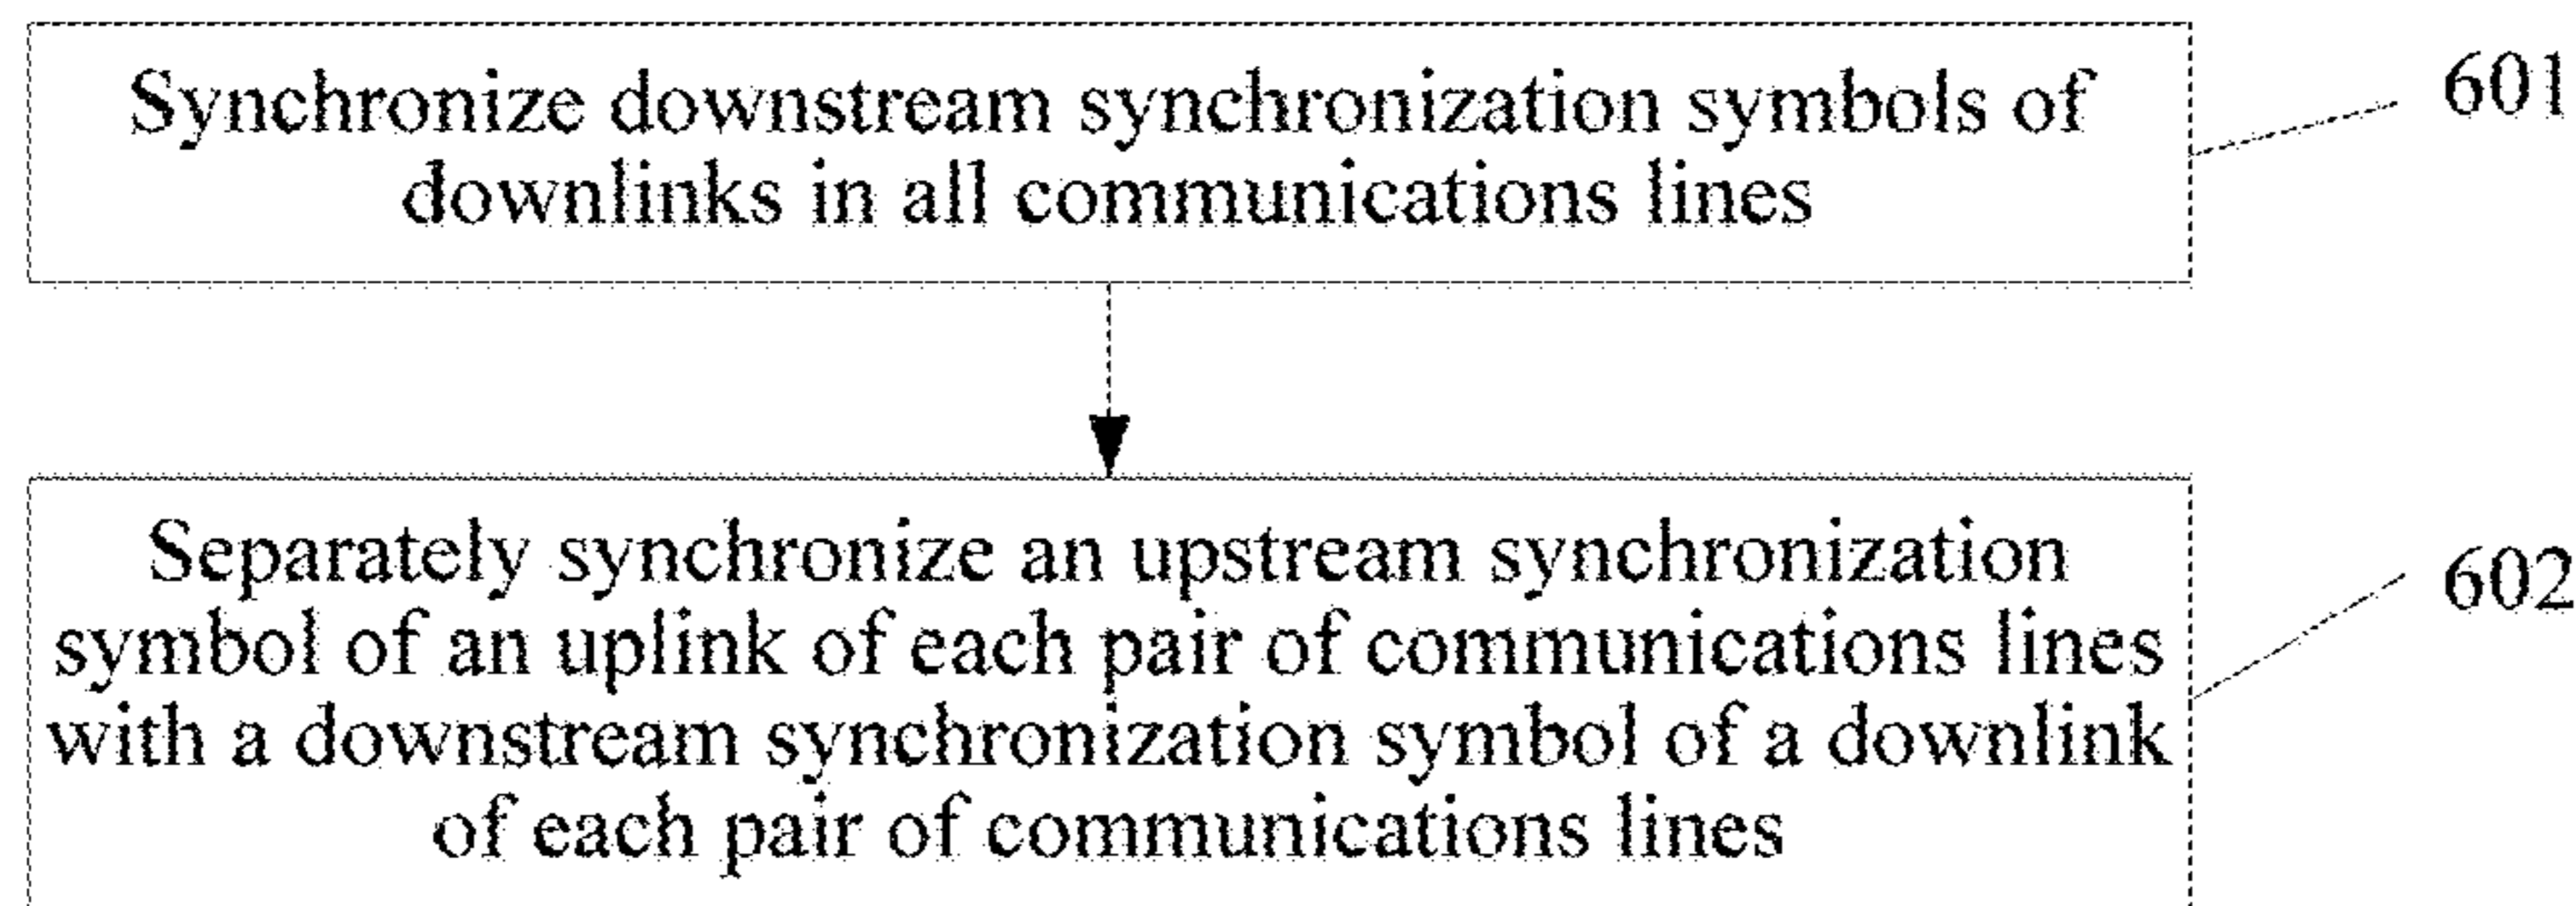 Synchronize downstream synchronization symbols of
downlinks in all communications lines
601
Separately synchronize an upstream synchronization
symbol of an uplink of each pair of communications lines
with a downstream synchronization symbol of a downlink
of each pair of communications lines
602